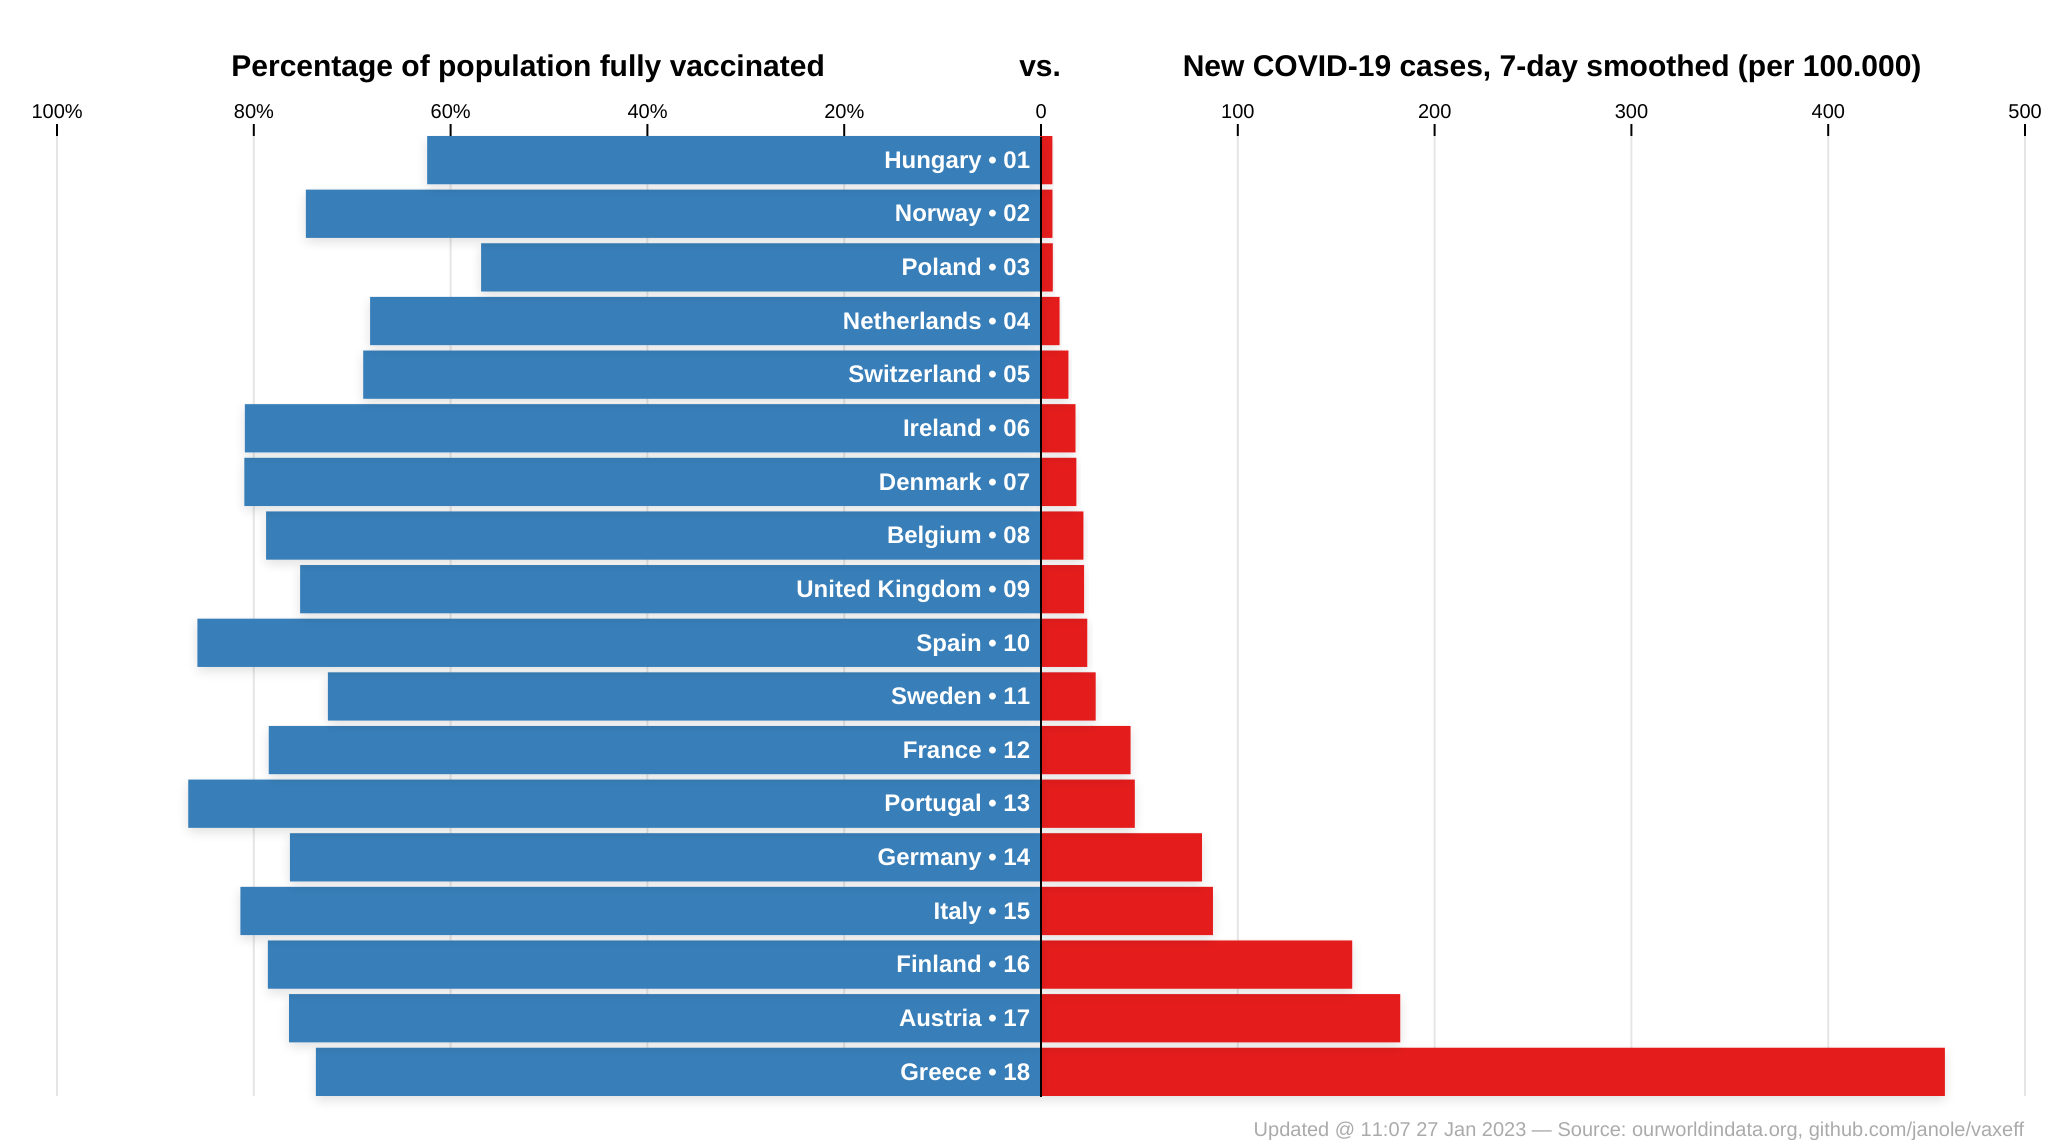 Percentage of population fully vaccinated vs. New COVID-19 cases, 7-day smoothed (per 100.000)
100% 80% 60% 40% 20% 0 100 200 300 400 500
Hungary • 01
Norway • 02
Poland • 03
Netherlands • 04
Switzerland • 05
Ireland • 06
Denmark • 07
Belgium • 08
United Kingdom • 09
Spain • 10
Sweden • 11
France • 12
Portugal • 13
Germany • 14
Italy • 15
Finland • 16
Austria • 17
Greece • 18
Updated @ 11:07 27 Jan 2023 — Source: ourworldindata.org, github.com/janole/vaxeff